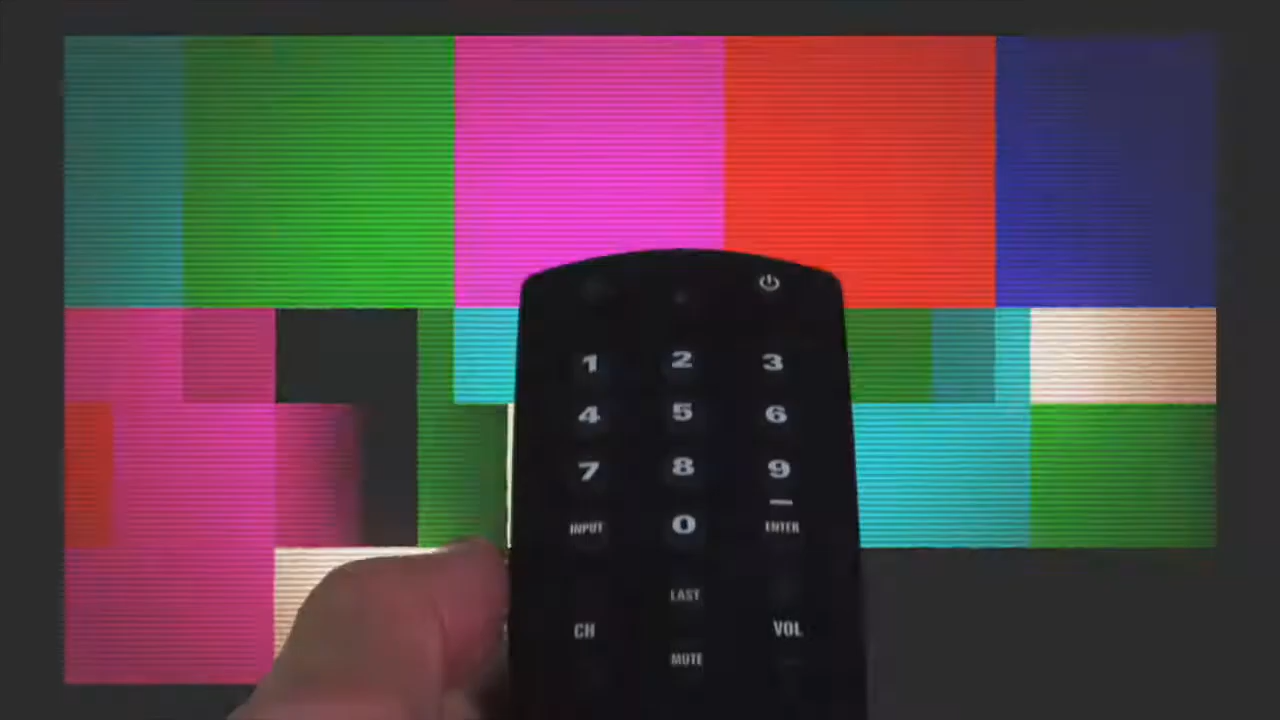 1 2 3
4 5 6
7 8 9
INPUT 0 — ENTER
LAST
CH VOL
MUTE